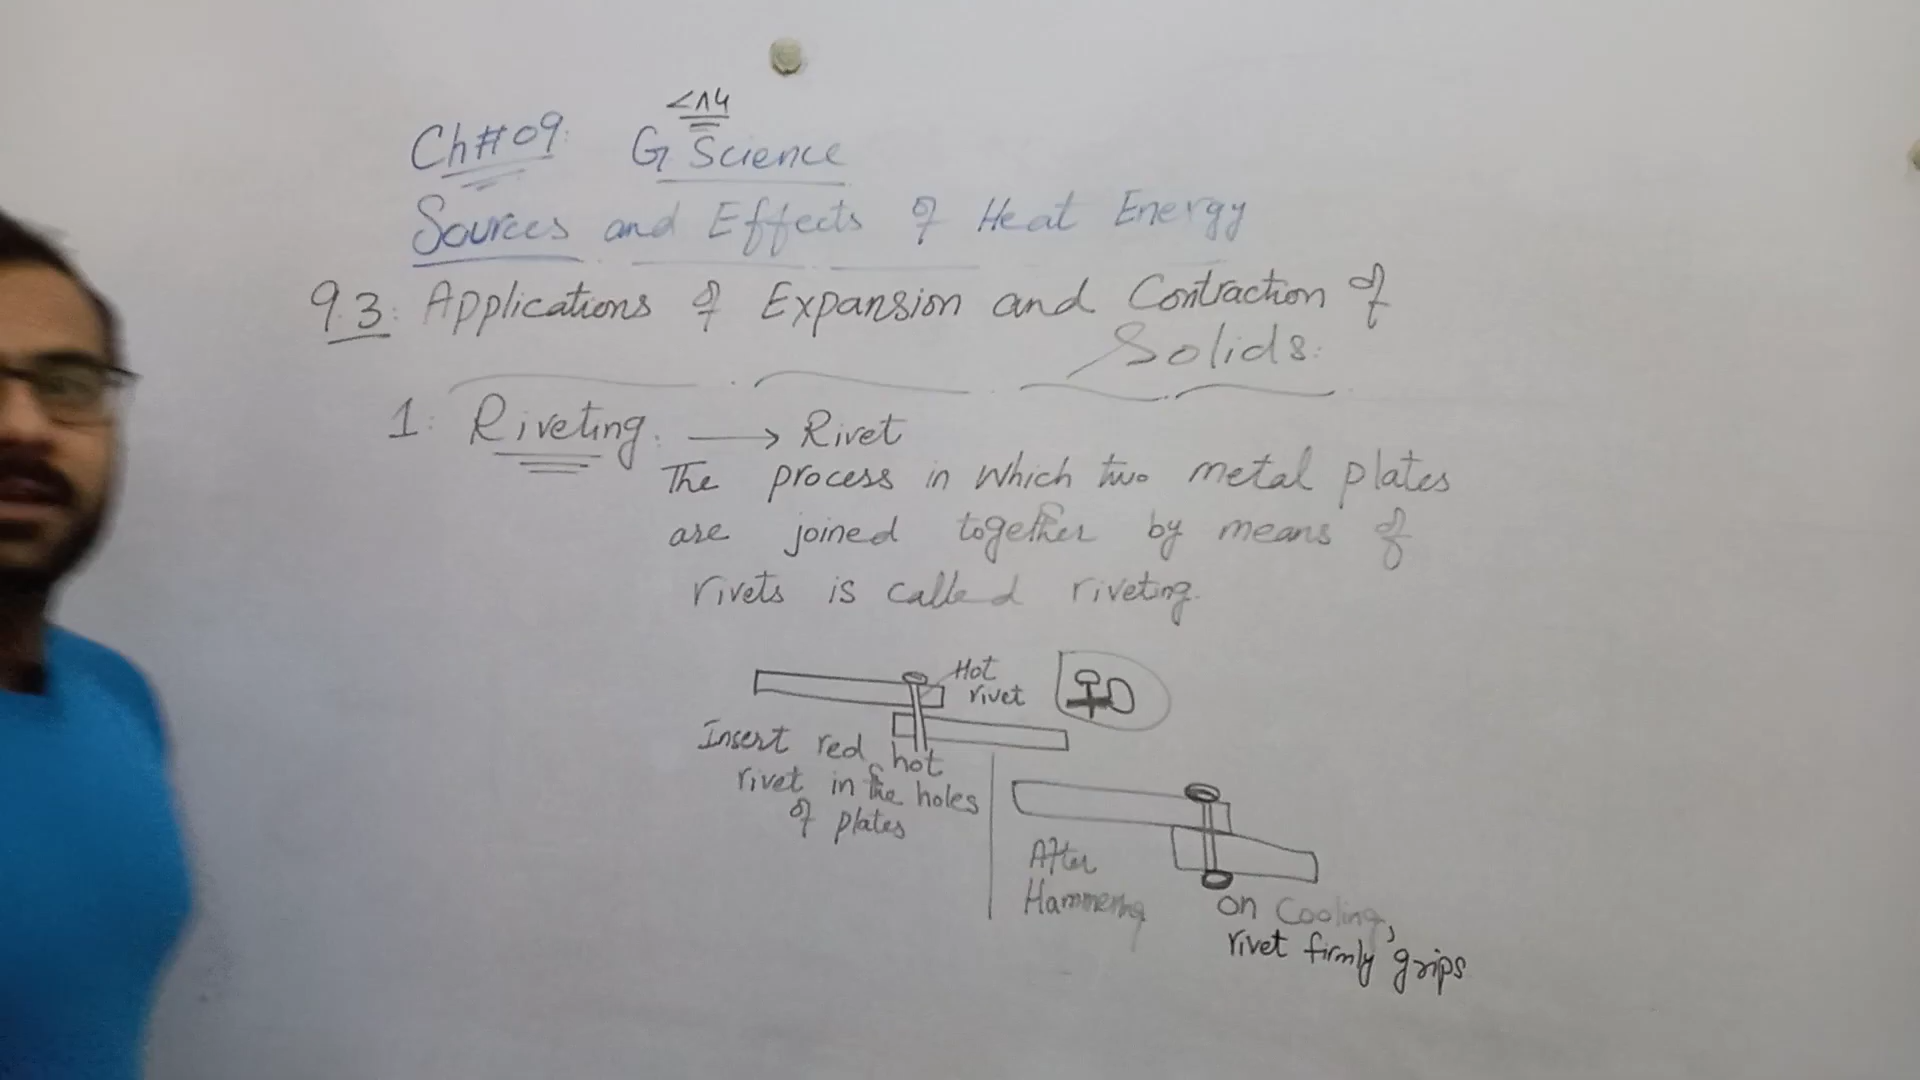 Ch#09: G Science
Sources and Effects of Heat Energy
9.3: Applications of Expansion and Contraction of
Solids:
1: Riveting: → Rivet
The process in which two metal plates
are joined together by means of
rivets is called riveting.
Hot
rivet
Insert red hot
rivet in the holes
of plates
After
Hammering
on Cooling,
rivet firmly grips